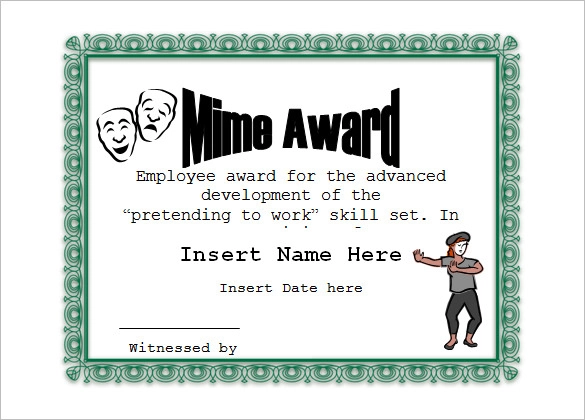 Mime Award
Employee award for the advanced
development of the
“pretending to work” skill set. In
Insert Name Here
Insert Date here
Witnessed by